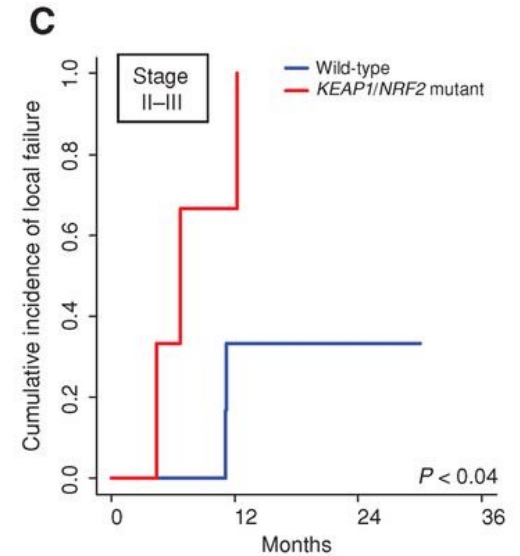 C
Stage
II–III
Wild-type
KEAP1/NRF2 mutant
Cumulative incidence of local failure
1.0
0.8
0.6
0.4
0.2
0.0
P < 0.04
0 12 24 36
Months